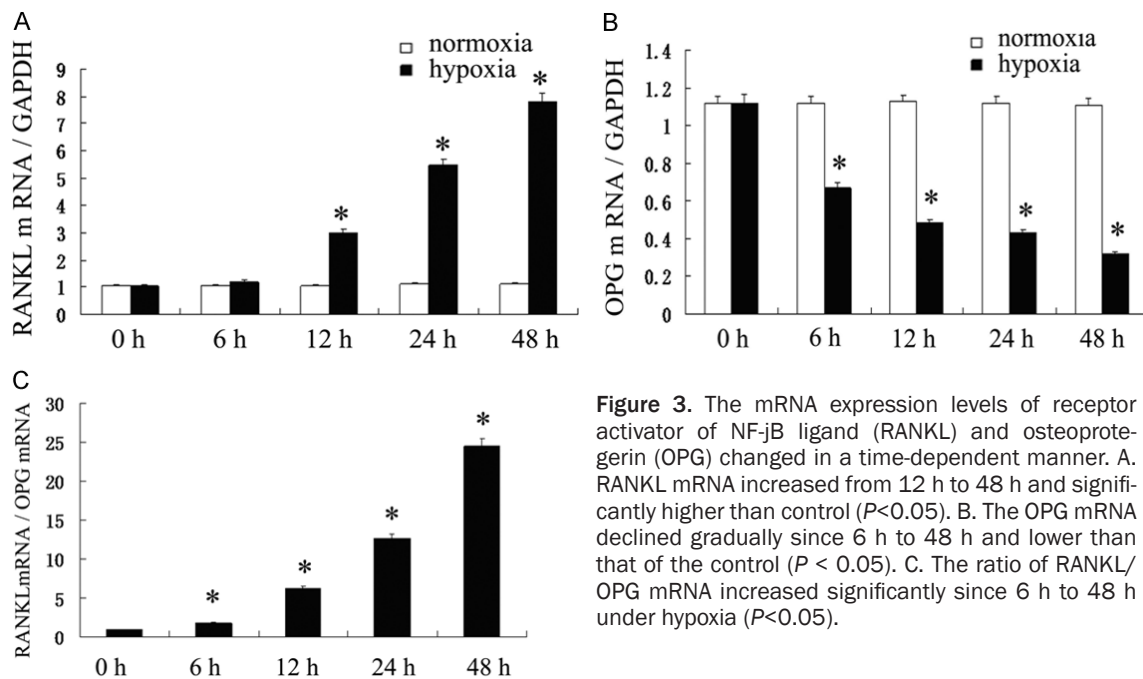 A
RANKL m RNA / GAPDH
normoxia
hypoxia
9
8
7
6
5
4
3
2
1
0
*
*
*
0 h 6 h 12 h 24 h 48 h
B
OPG m RNA / GAPDH
normoxia
hypoxia
1.4
1.2
1
0.8
0.6
0.4
0.2
0
*
*
*
*
0 h 6 h 12 h 24 h 48 h
C
RANKLmRNA / OPG mRNA
30
25
20
15
10
5
0
*
*
*
*
0 h 6 h 12 h 24 h 48 h
Figure 3. The mRNA expression levels of receptor
activator of NF-jB ligand (RANKL) and osteoprote-
gerin (OPG) changed in a time-dependent manner. A.
RANKL mRNA increased from 12 h to 48 h and signifi-
cantly higher than control (P<0.05). B. The OPG mRNA
declined gradually since 6 h to 48 h and lower than
that of the control (P < 0.05). C. The ratio of RANKL/
OPG mRNA increased significantly since 6 h to 48 h
under hypoxia (P<0.05).